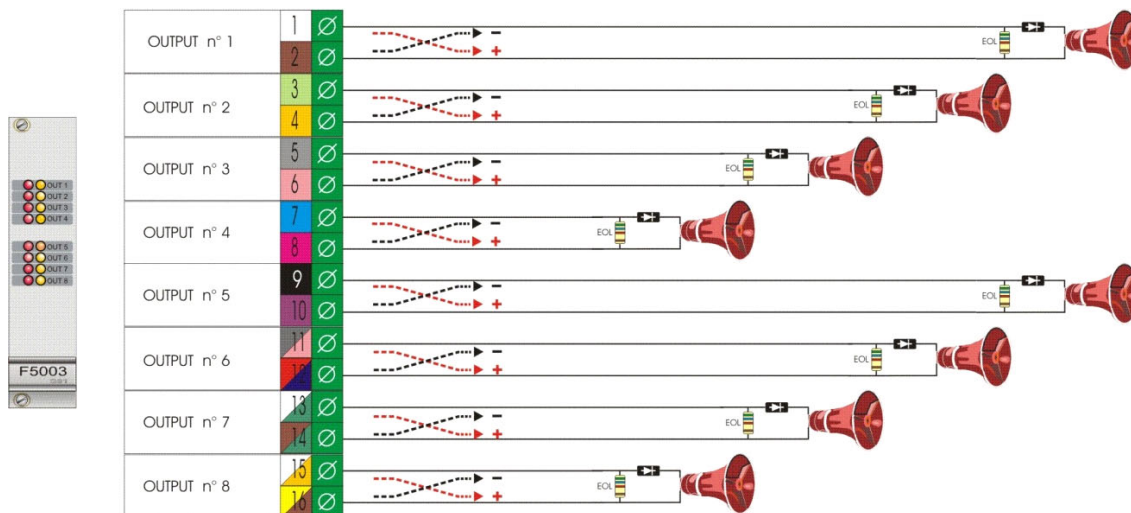 OUTPUT n° 1
1
2
− +
EOL
OUTPUT n° 2
3
4
− +
EOL
OUTPUT n° 3
5
6
− +
EOL
OUTPUT n° 4
7
8
− +
EOL
OUTPUT n° 5
9
10
− +
EOL
OUTPUT n° 6
11
12
− +
EOL
OUTPUT n° 7
13
14
− +
EOL
OUTPUT n° 8
15
16
− +
EOL
OUT 1
OUT 2
OUT 3
OUT 4
OUT 5
OUT 6
OUT 7
OUT 8
F5003